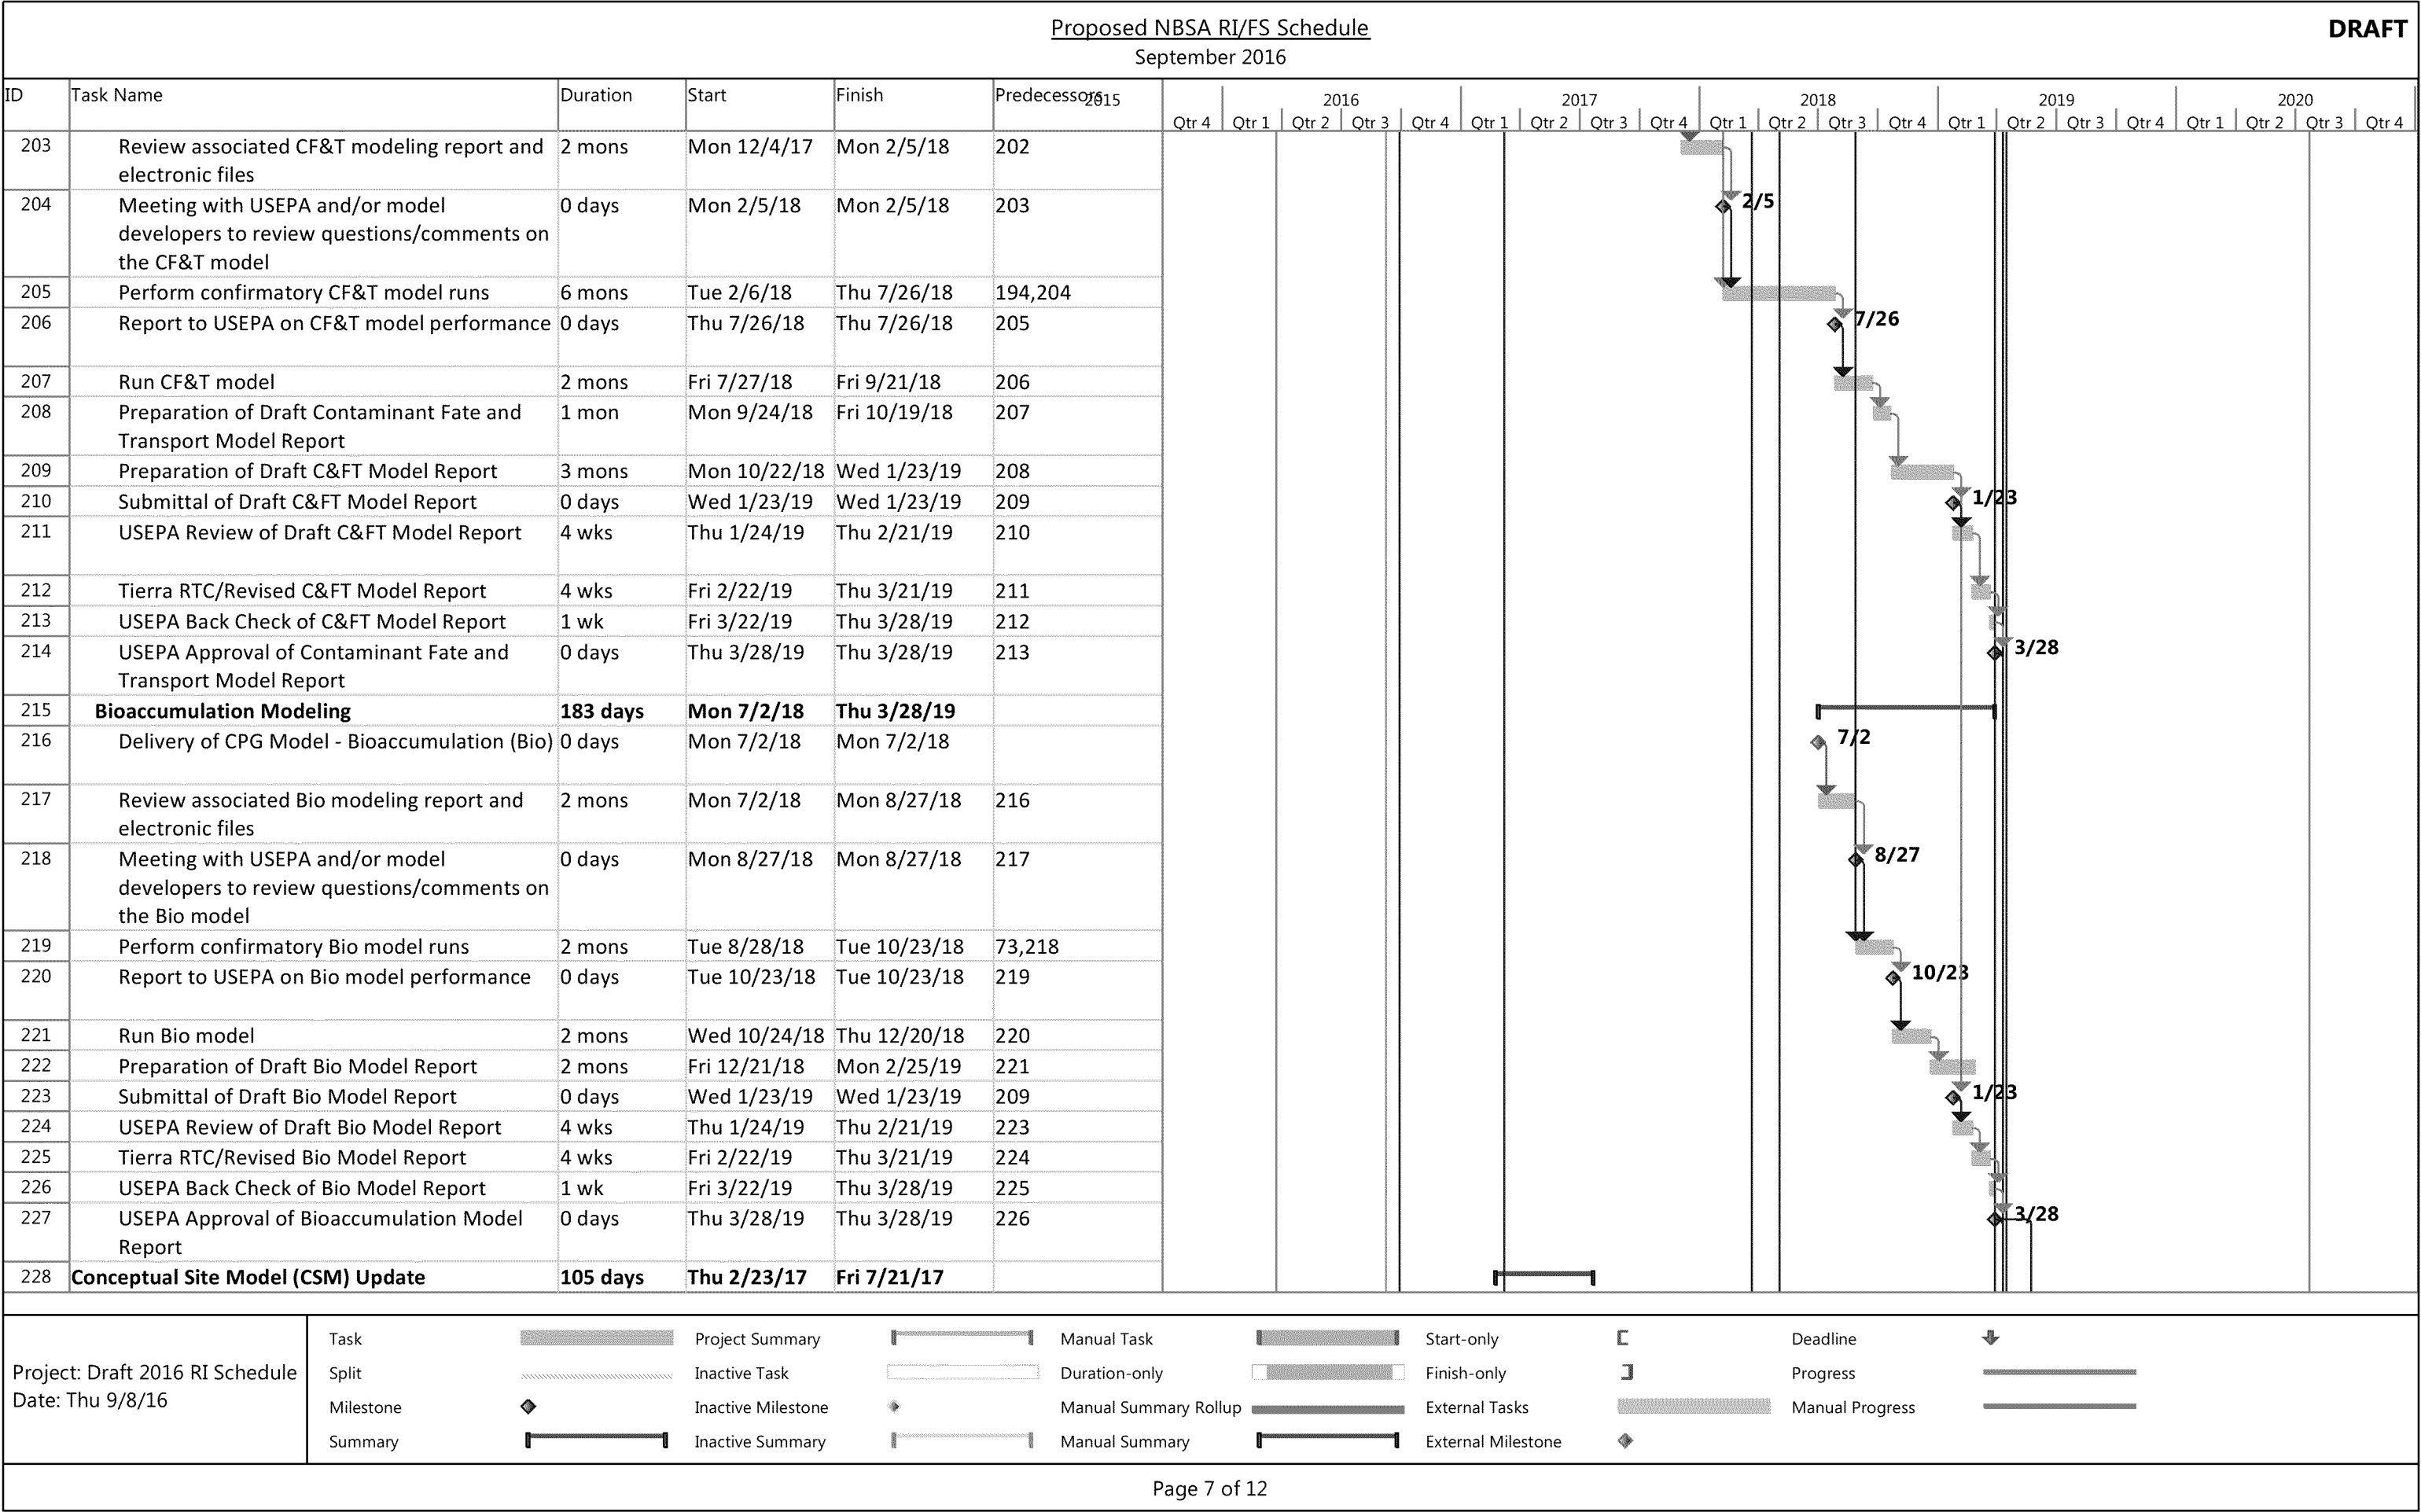 Proposed NBSA RI/FS Schedule
DRAFT
September 2016
ID Task Name Duration Start Finish Predecessors 2015 2016 2017 2018 2019 2020
Qtr 4 Qtr 1 Qtr 2 Qtr 3 Qtr 4 Qtr 1 Qtr 2 Qtr 3 Qtr 4 Qtr 1 Qtr 2 Qtr 3 Qtr 4 Qtr 1 Qtr 2 Qtr 3 Qtr 4 Qtr 1 Qtr 2 Qtr 3 Qtr 4
203 Review associated CF&T modeling report and 2 mons Mon 12/4/17 Mon 2/5/18 202
electronic files
204 Meeting with USEPA and/or model 0 days Mon 2/5/18 Mon 2/5/18 203 2/5
developers to review questions/comments on
the CF&T model
205 Perform confirmatory CF&T model runs 6 mons Tue 2/6/18 Thu 7/26/18 194,204
206 Report to USEPA on CF&T model performance 0 days Thu 7/26/18 Thu 7/26/18 205 7/26
207 Run CF&T model 2 mons Fri 7/27/18 Fri 9/21/18 206
208 Preparation of Draft Contaminant Fate and 1 mon Mon 9/24/18 Fri 10/19/18 207
Transport Model Report
209 Preparation of Draft C&FT Model Report 3 mons Mon 10/22/18 Wed 1/23/19 208
210 Submittal of Draft C&FT Model Report 0 days Wed 1/23/19 Wed 1/23/19 209 1/23
211 USEPA Review of Draft C&FT Model Report 4 wks Thu 1/24/19 Thu 2/21/19 210
212 Tierra RTC/Revised C&FT Model Report 4 wks Fri 2/22/19 Thu 3/21/19 211
213 USEPA Back Check of C&FT Model Report 1 wk Fri 3/22/19 Thu 3/28/19 212
214 USEPA Approval of Contaminant Fate and 0 days Thu 3/28/19 Thu 3/28/19 213 3/28
Transport Model Report
215 Bioaccumulation Modeling 183 days Mon 7/2/18 Thu 3/28/19
216 Delivery of CPG Model - Bioaccumulation (Bio) 0 days Mon 7/2/18 Mon 7/2/18 7/2
217 Review associated Bio modeling report and 2 mons Mon 7/2/18 Mon 8/27/18 216
electronic files
218 Meeting with USEPA and/or model 0 days Mon 8/27/18 Mon 8/27/18 217 8/27
developers to review questions/comments on
the Bio model
219 Perform confirmatory Bio model runs 2 mons Tue 8/28/18 Tue 10/23/18 73,218
220 Report to USEPA on Bio model performance 0 days Tue 10/23/18 Tue 10/23/18 219 10/23
221 Run Bio model 2 mons Wed 10/24/18 Thu 12/20/18 220
222 Preparation of Draft Bio Model Report 2 mons Fri 12/21/18 Mon 2/25/19 221
223 Submittal of Draft Bio Model Report 0 days Wed 1/23/19 Wed 1/23/19 209 1/23
224 USEPA Review of Draft Bio Model Report 4 wks Thu 1/24/19 Thu 2/21/19 223
225 Tierra RTC/Revised Bio Model Report 4 wks Fri 2/22/19 Thu 3/21/19 224
226 USEPA Back Check of Bio Model Report 1 wk Fri 3/22/19 Thu 3/28/19 225
227 USEPA Approval of Bioaccumulation Model 0 days Thu 3/28/19 Thu 3/28/19 226 3/28
Report
228 Conceptual Site Model (CSM) Update 105 days Thu 2/23/17 Fri 7/21/17
Project: Draft 2016 RI Schedule
Date: Thu 9/8/16
Task Project Summary Manual Task Start-only Deadline
Split Inactive Task Duration-only Finish-only Progress
Milestone Inactive Milestone Manual Summary Rollup External Tasks Manual Progress
Summary Inactive Summary Manual Summary External Milestone
Page 7 of 12